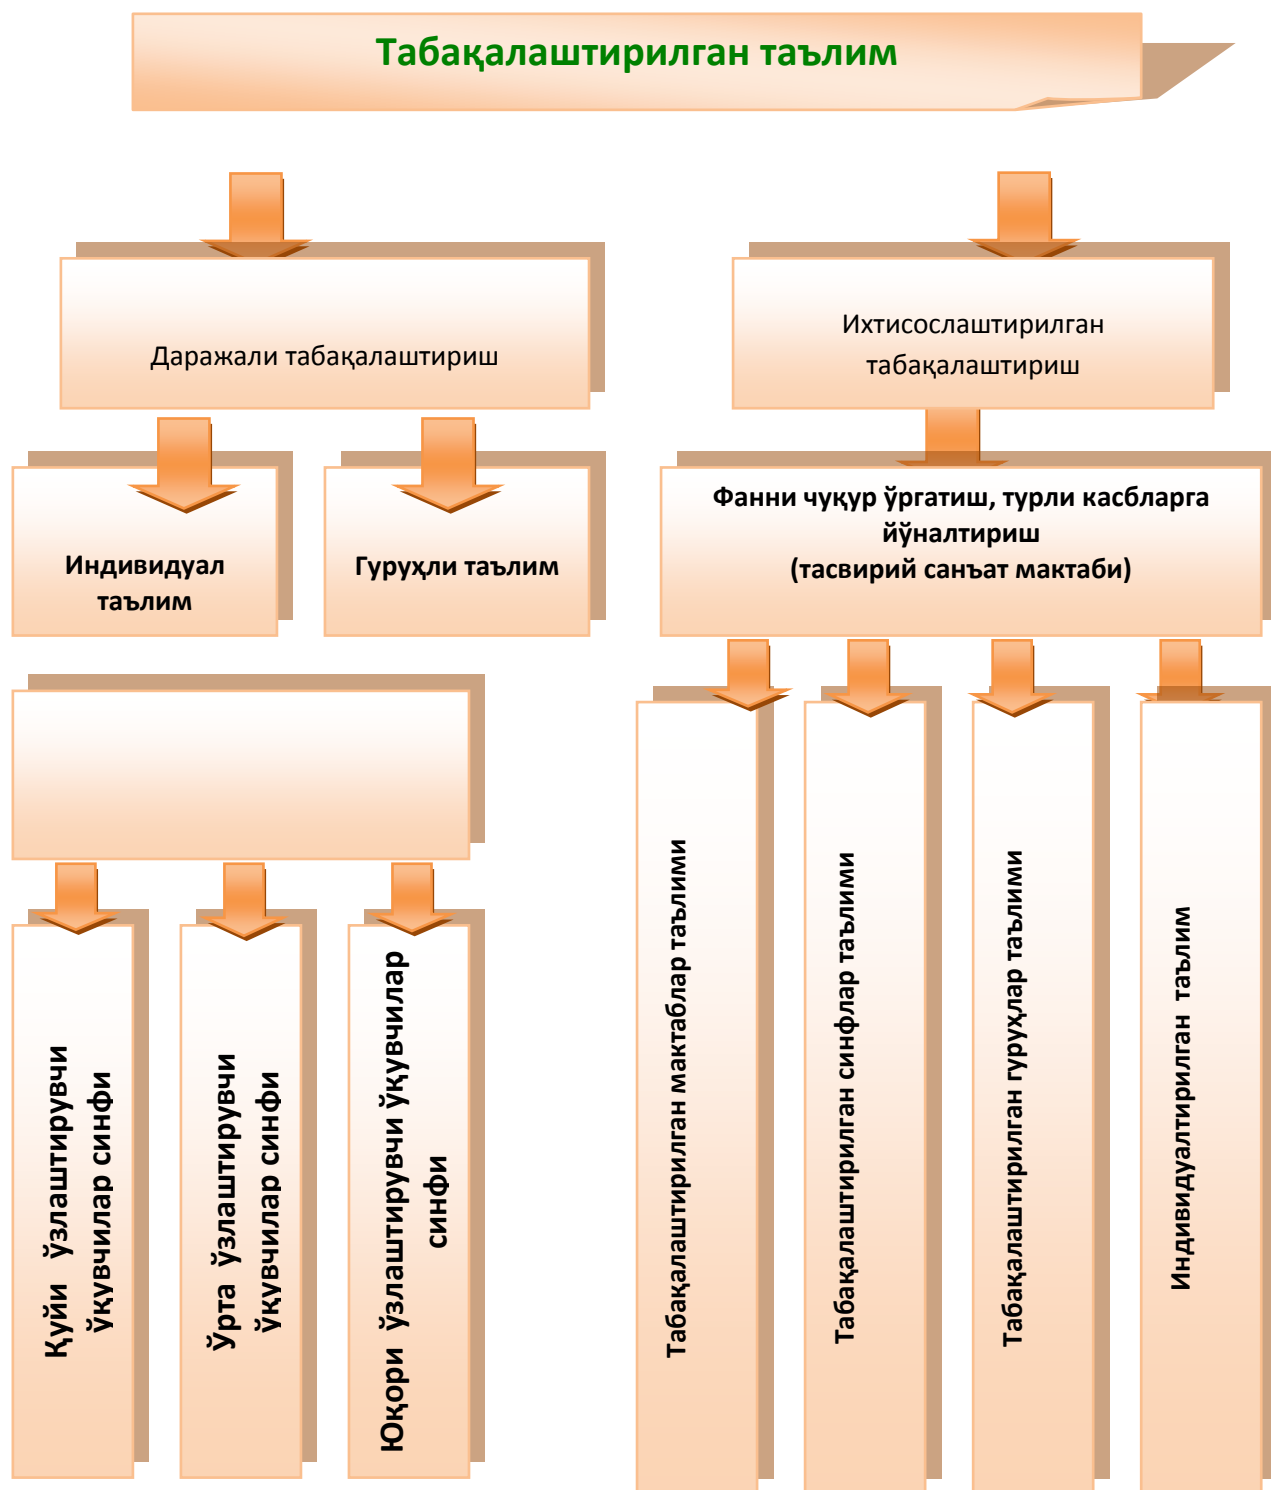 Табақалаштирилган таълим
Даражали табақалаштириш
Ихтисослаштирилган
табақалаштириш
Индивидуал
таълим
Гуруҳли таълим
Фанни чуқур ўргатиш, турли касбларга
йўналтириш
(тасвирий санъат мактаби)
Қуйи ўзлаштирувчи
ўқувчилар синфи
Ўрта ўзлаштирувчи
ўқувчилар синфи
Юқори ўзлаштирувчи ўқувчилар
синфи
Табақалаштирилган мактаблар таълими
Табақалаштирилган синфлар таълими
Табақалаштирилган гуруҳлар таълими
Индивидуалтирилган таълим